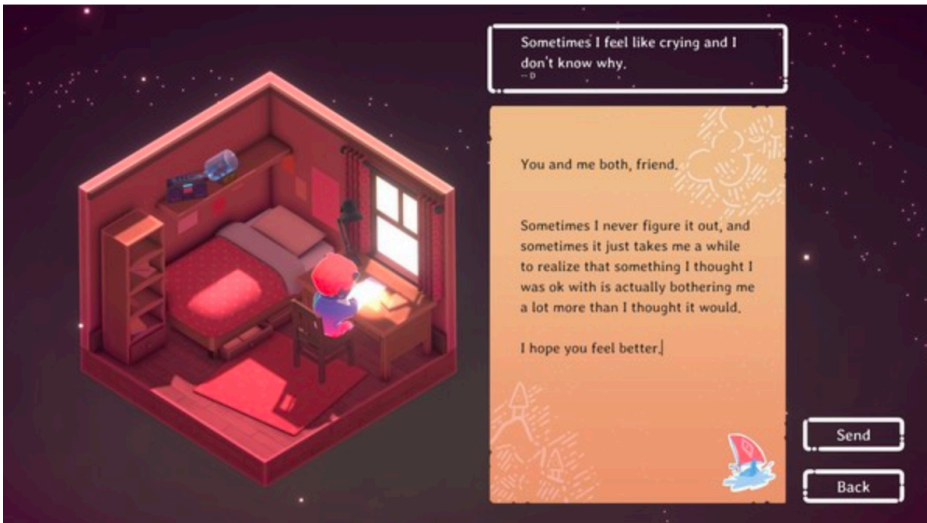 Sometimes I feel like crying and I
don't know why.
-- D
You and me both, friend.
Sometimes I never figure it out, and
sometimes it just takes me a while
to realize that something I thought I
was ok with is actually bothering me
a lot more than I thought it would.
I hope you feel better.
Send
Back